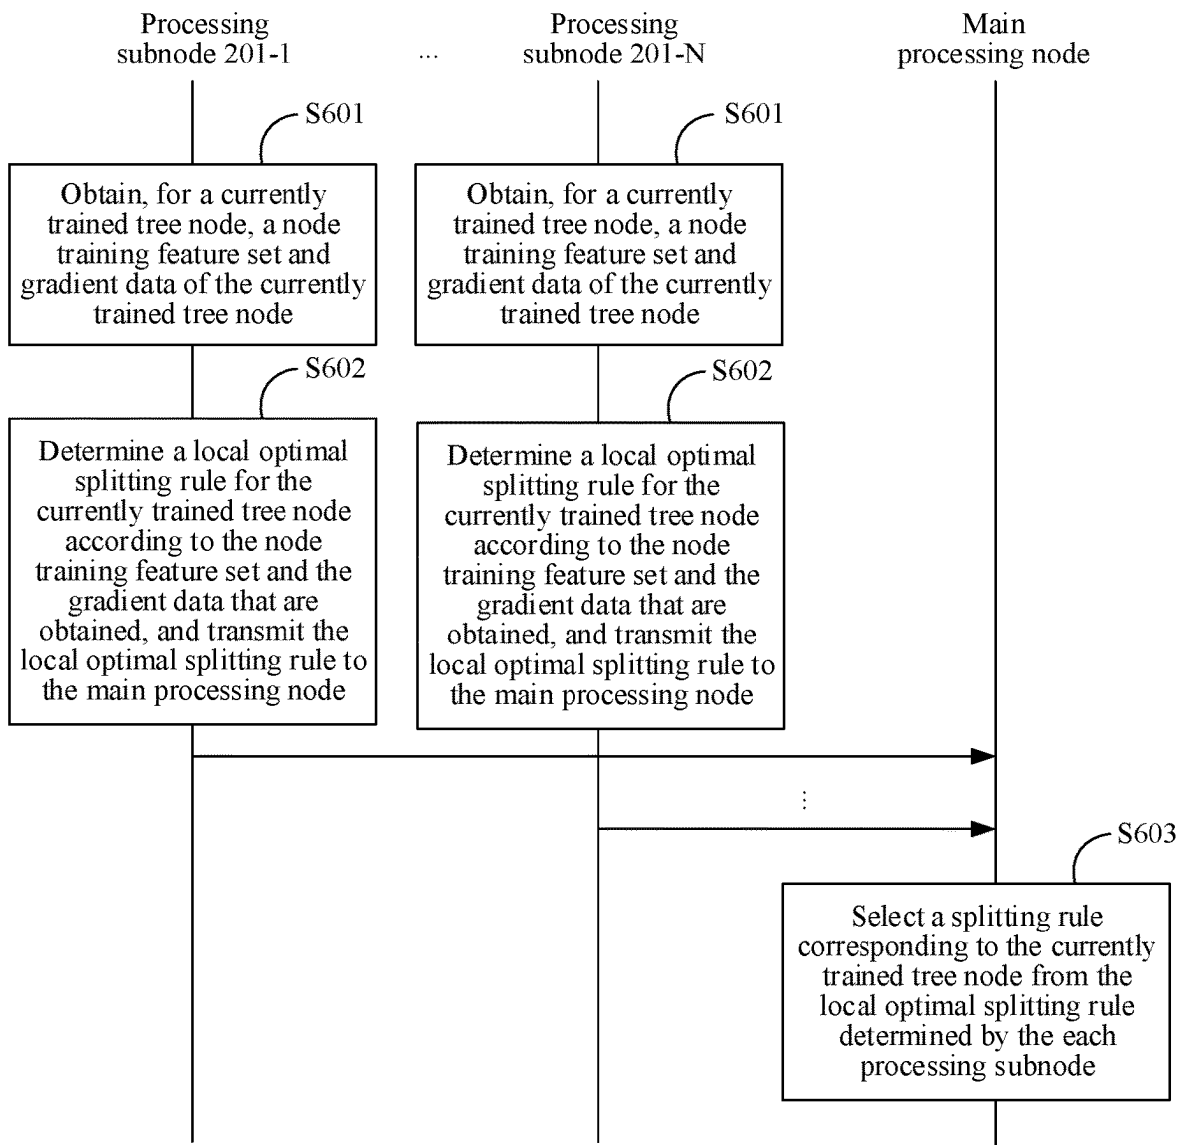 Processing
subnode 201-1
...
Processing
subnode 201-N
Main
processing node
S601
Obtain, for a currently
trained tree node, a node
training feature set and
gradient data of the currently
trained tree node
S601
Obtain, for a currently
trained tree node, a node
training feature set and
gradient data of the currently
trained tree node
S602
Determine a local optimal
splitting rule for the
currently trained tree node
according to the node
training feature set and the
gradient data that are
obtained, and transmit the
local optimal splitting rule to
the main processing node
S602
Determine a local optimal
splitting rule for the
currently trained tree node
according to the node
training feature set and the
gradient data that are
obtained, and transmit the
local optimal splitting rule to
the main processing node
⋮
S603
Select a splitting rule
corresponding to the currently
trained tree node from the
local optimal splitting rule
determined by the each
processing subnode